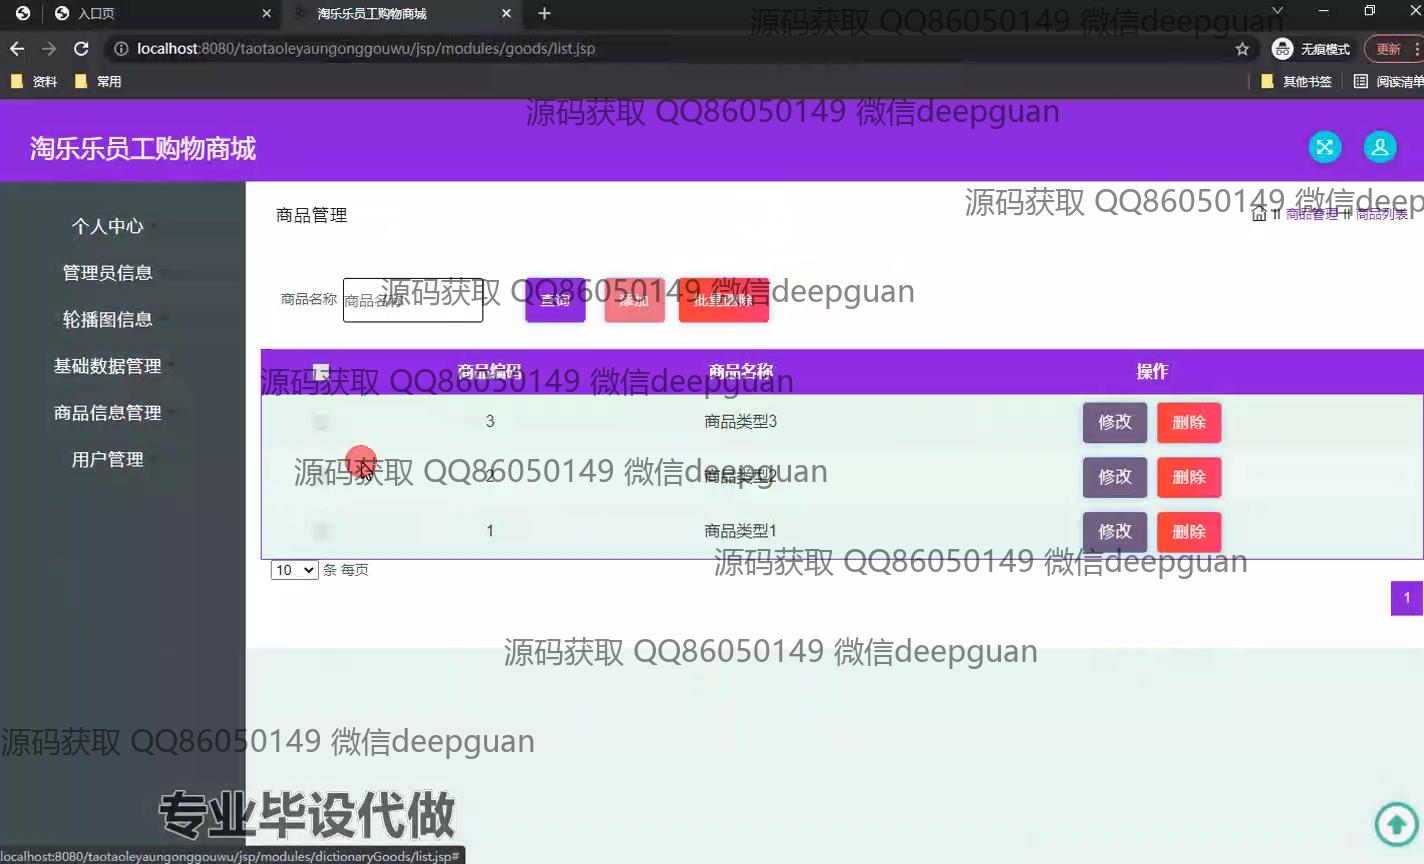 入口页
淘乐乐员工购物商城
源码获取 QQ86050149 微信deepguan
localhost:8080/taotaoleyaungonggouwu/jsp/modules/goods/list.jsp
无痕模式
更新
资料
常用
其他书签
阅读清单
源码获取 QQ86050149 微信deepguan
淘乐乐员工购物商城
源码获取 QQ86050149 微信deep
个人中心
管理员信息
轮播图信息
基础数据管理
商品信息管理
用户管理
商品管理
商品管理
商品列表
商品名称
商品名称
查询
添加
批量删除
源码获取 QQ86050149 微信deepguan
商品编码
商品名称
操作
源码获取 QQ86050149 微信deepguan
3
商品类型3
修改
删除
2
商品类型2
修改
删除
源码获取 QQ86050149 微信deepguan
1
商品类型1
修改
删除
源码获取 QQ86050149 微信deepguan
10
条 每页
1
源码获取 QQ86050149 微信deepguan
源码获取 QQ86050149 微信deepguan
专业毕设代做
localhost:8080/taotaoleyaungonggouwu/jsp/modules/dictionaryGoods/list.jsp#